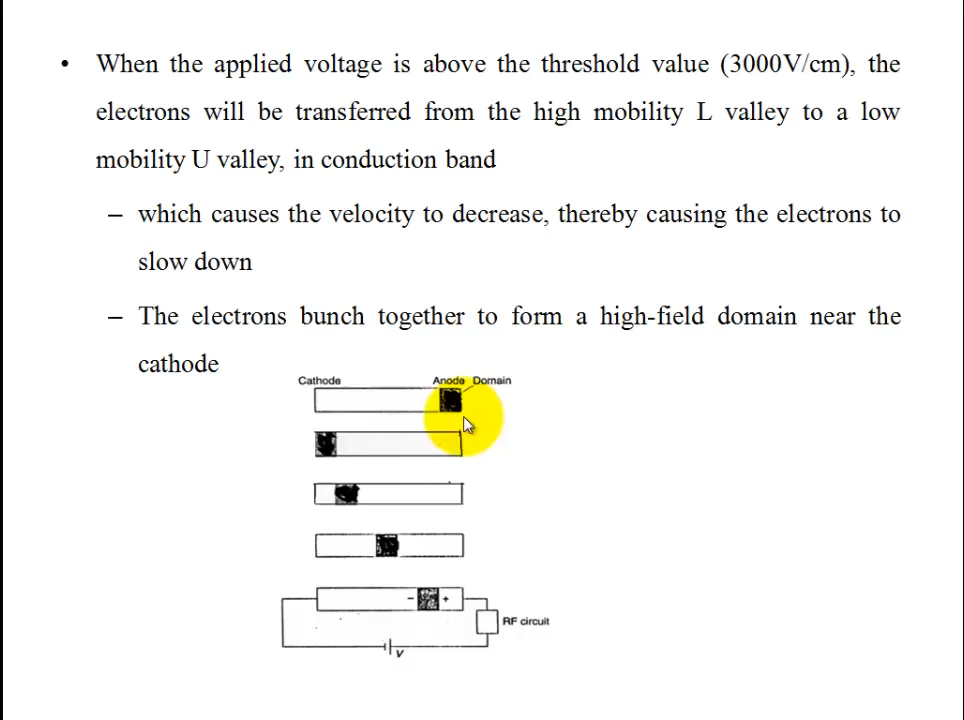 • When the applied voltage is above the threshold value (3000V/cm), the
electrons will be transferred from the high mobility L valley to a low
mobility U valley, in conduction band
– which causes the velocity to decrease, thereby causing the electrons to
slow down
– The electrons bunch together to form a high-field domain near the
cathode
Cathode Anode Domain
− +
RF circuit
V